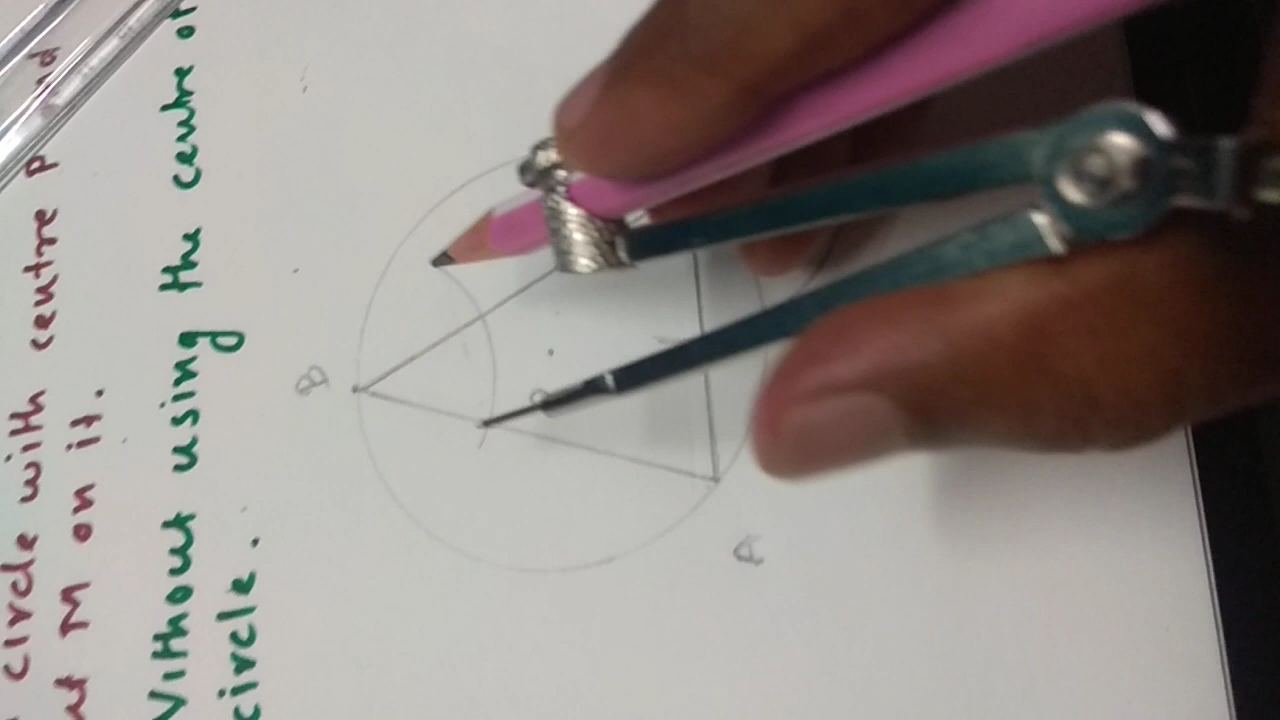 circle with centre P and
M on it.
Without using the centre of
circle.
B
A